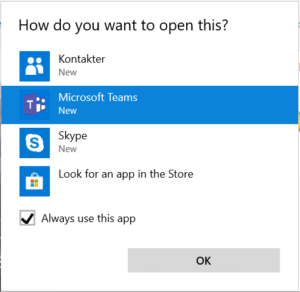 How do you want to open this?
Kontakter
New
Microsoft Teams
New
Skype
New
Look for an app in the Store
Always use this app
OK